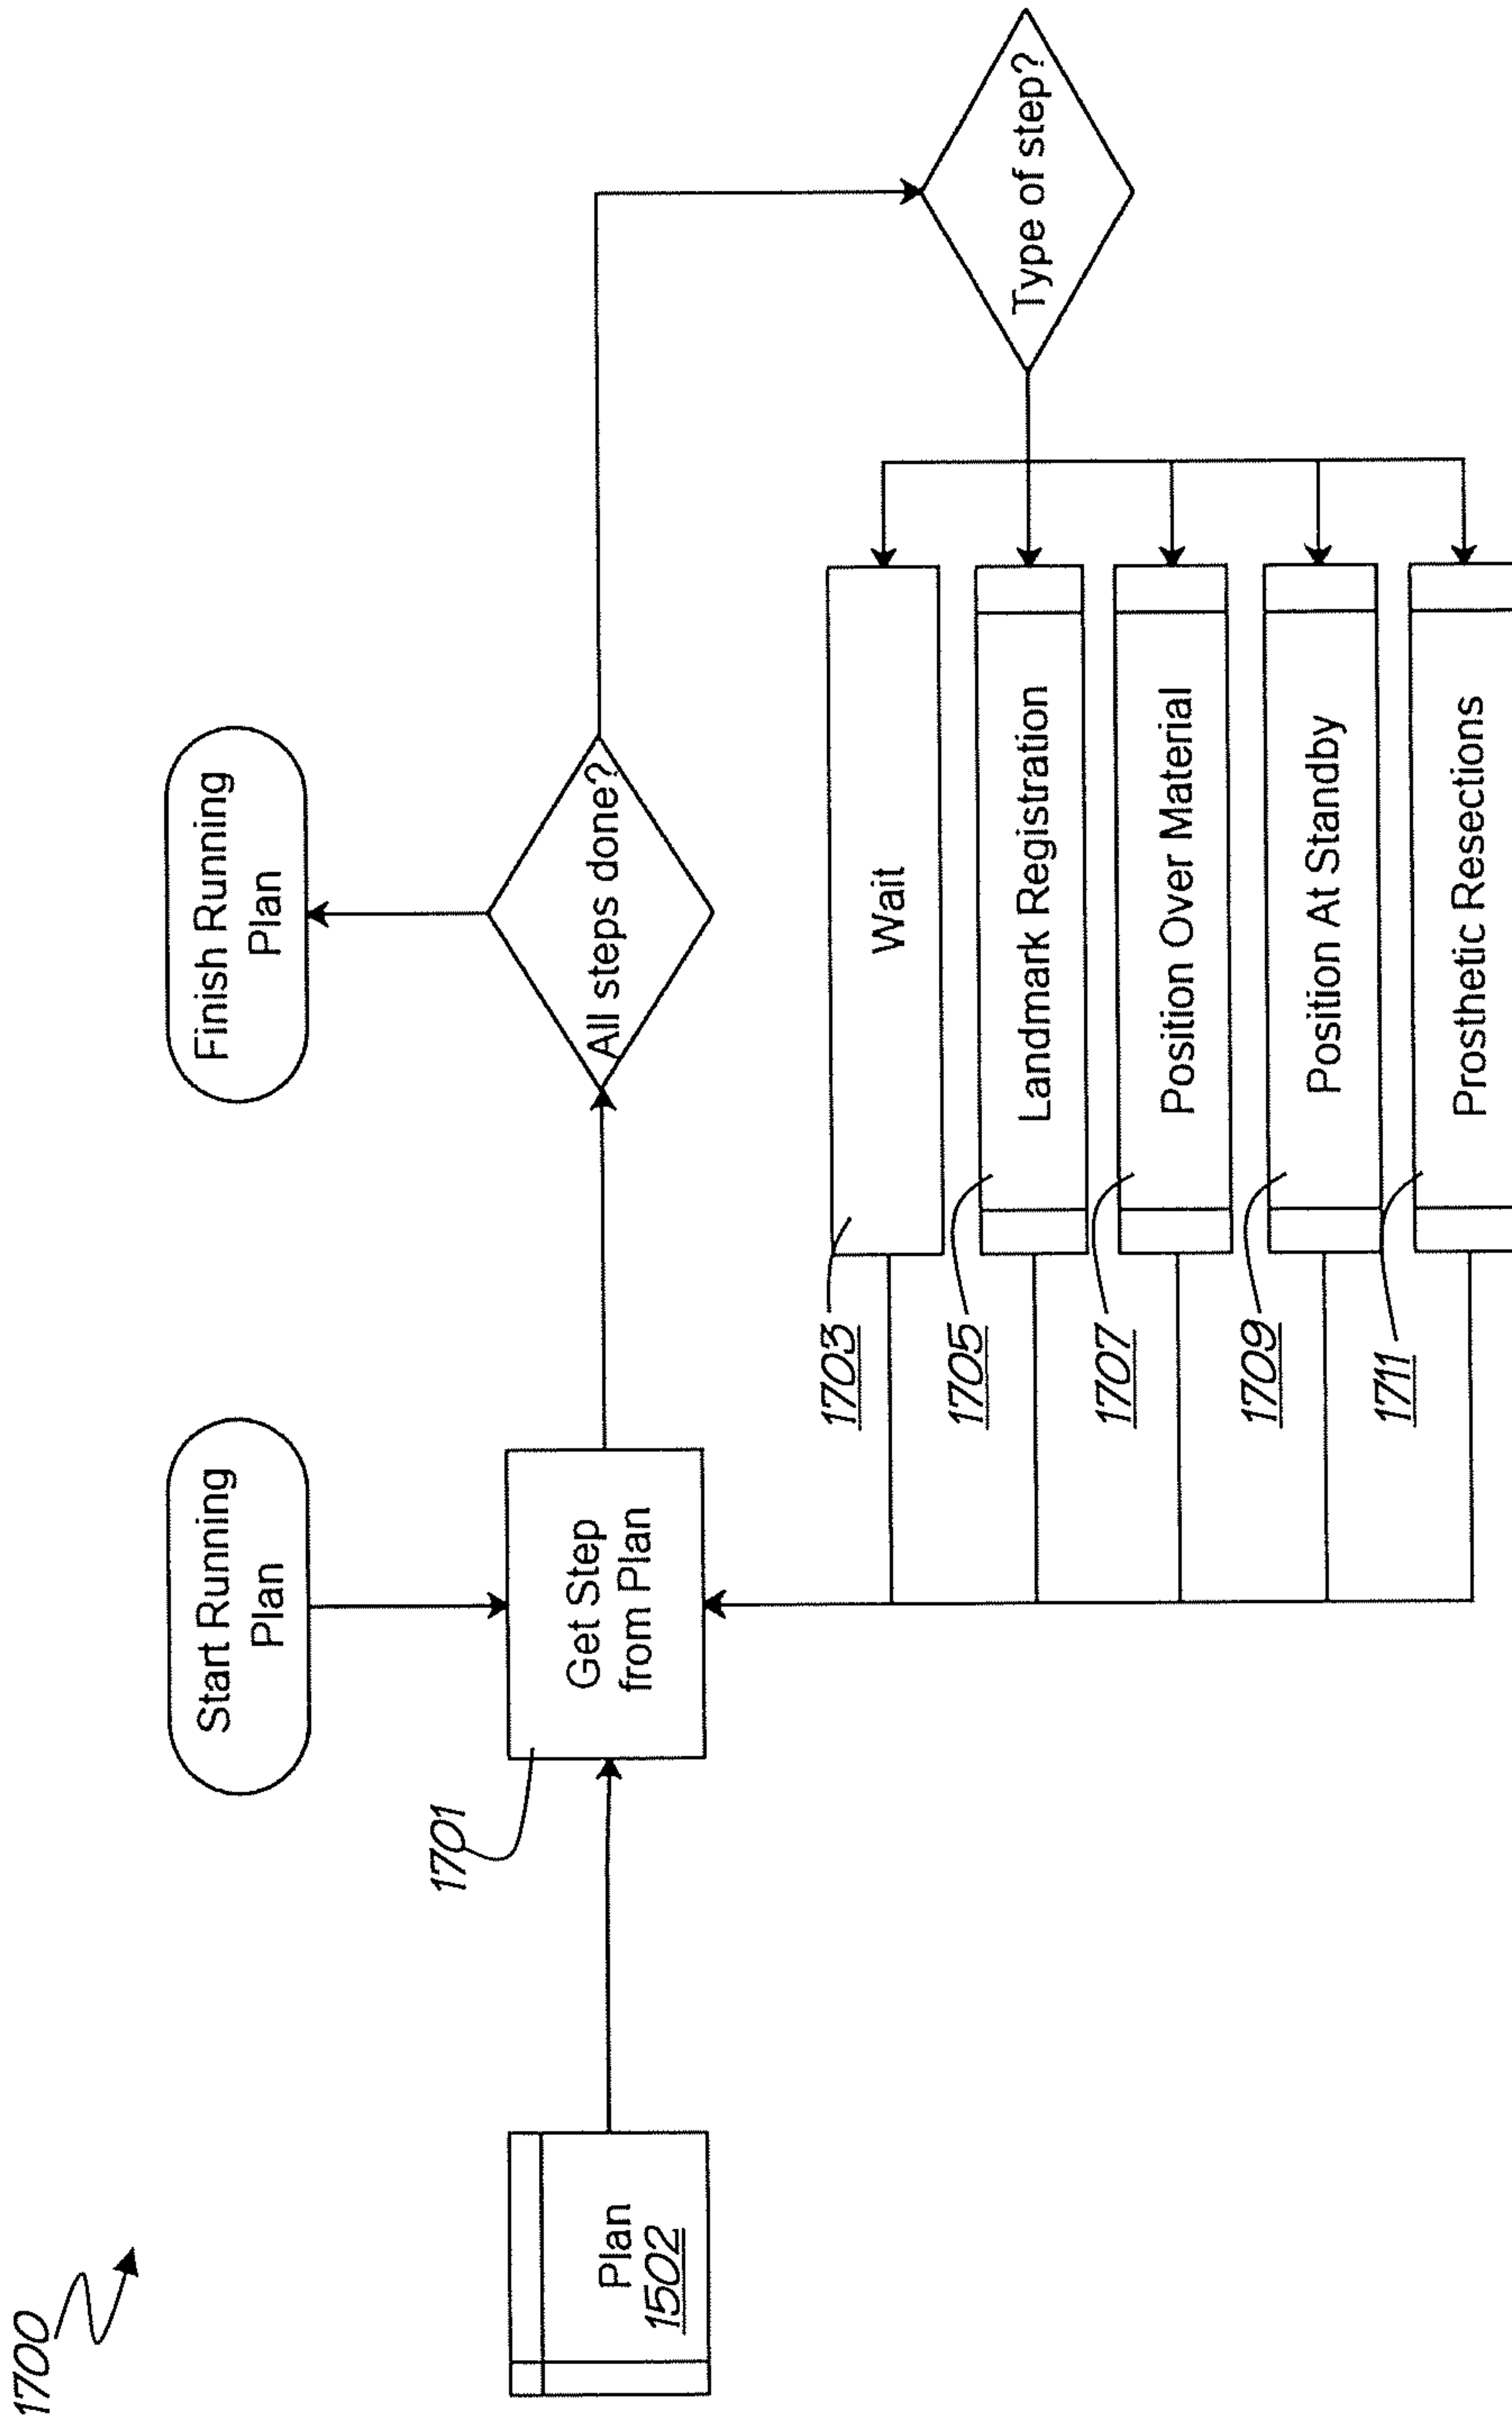 1700
Start Running
Plan
Finish Running
Plan
1701
Plan
1502
Get Step
from Plan
All steps done?
Type of step?
1703
Wait
1705
Landmark Registration
1707
Position Over Material
1709
Position At Standby
1711
Prosthetic Resections